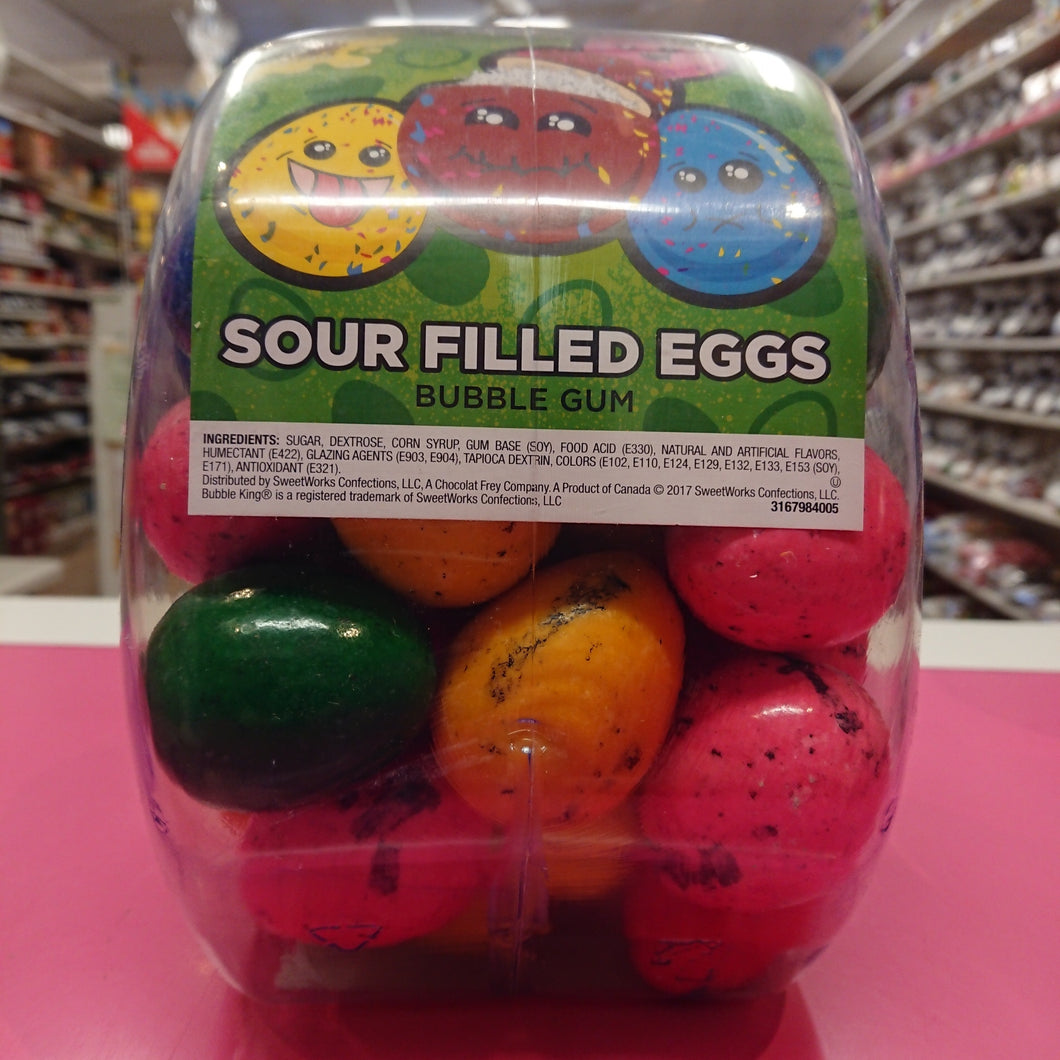 SOUR FILLED EGGS
BUBBLE GUM
INGREDIENTS: SUGAR, DEXTROSE, CORN SYRUP, GUM BASE (SOY), FOOD ACID (E330), NATURAL AND ARTIFICIAL FLAVORS,
HUMECTANT (E422), GLAZING AGENTS (E903, E904), TAPIOCA DEXTRIN, COLORS (E102, E110, E124, E129, E132, E133, E153 (SOY),
E171), ANTIOXIDANT (E321).
Distributed by SweetWorks Confections, LLC, A Chocolat Frey Company. A Product of Canada © 2017 SweetWorks Confections, LLC.
Bubble King® is a registered trademark of SweetWorks Confections, LLC
3167984005